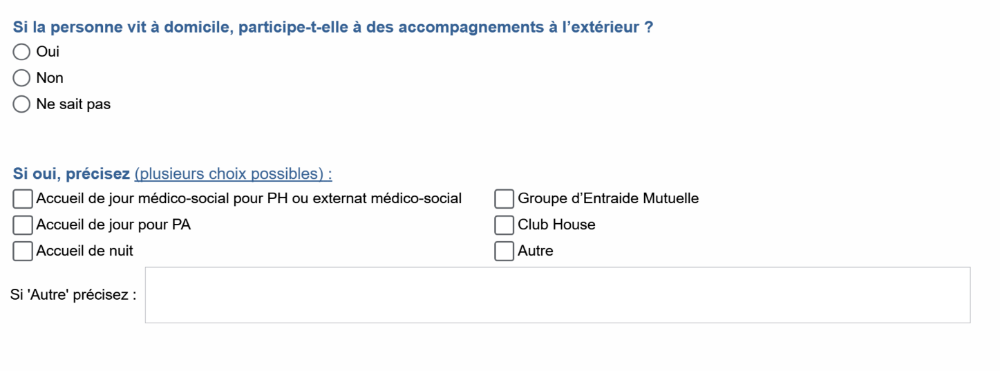 Si la personne vit à domicile, participe-t-elle à des accompagnements à l’extérieur ?
Oui
Non
Ne sait pas
Si oui, précisez (plusieurs choix possibles) :
Accueil de jour médico-social pour PH ou externat médico-social
Accueil de jour pour PA
Accueil de nuit
Groupe d’Entraide Mutuelle
Club House
Autre
Si 'Autre' précisez :